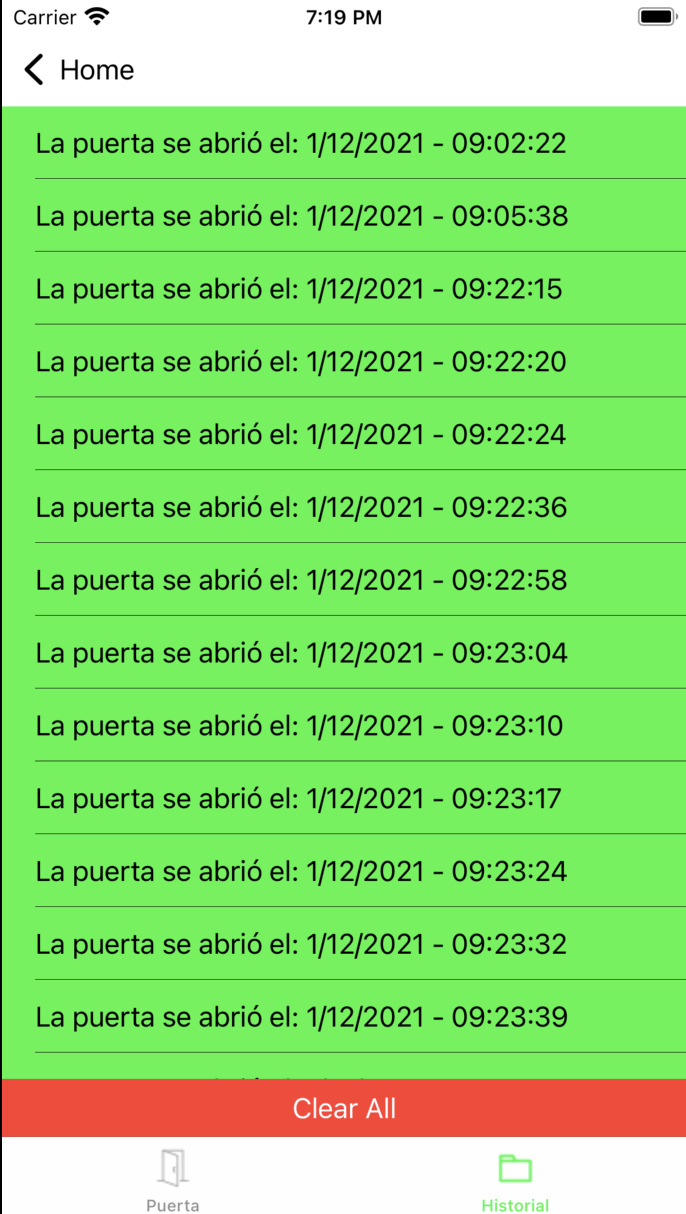 Carrier
7:19 PM
Home
La puerta se abrió el: 1/12/2021 - 09:02:22
La puerta se abrió el: 1/12/2021 - 09:05:38
La puerta se abrió el: 1/12/2021 - 09:22:15
La puerta se abrió el: 1/12/2021 - 09:22:20
La puerta se abrió el: 1/12/2021 - 09:22:24
La puerta se abrió el: 1/12/2021 - 09:22:36
La puerta se abrió el: 1/12/2021 - 09:22:58
La puerta se abrió el: 1/12/2021 - 09:23:04
La puerta se abrió el: 1/12/2021 - 09:23:10
La puerta se abrió el: 1/12/2021 - 09:23:17
La puerta se abrió el: 1/12/2021 - 09:23:24
La puerta se abrió el: 1/12/2021 - 09:23:32
La puerta se abrió el: 1/12/2021 - 09:23:39
Clear All
Puerta
Historial